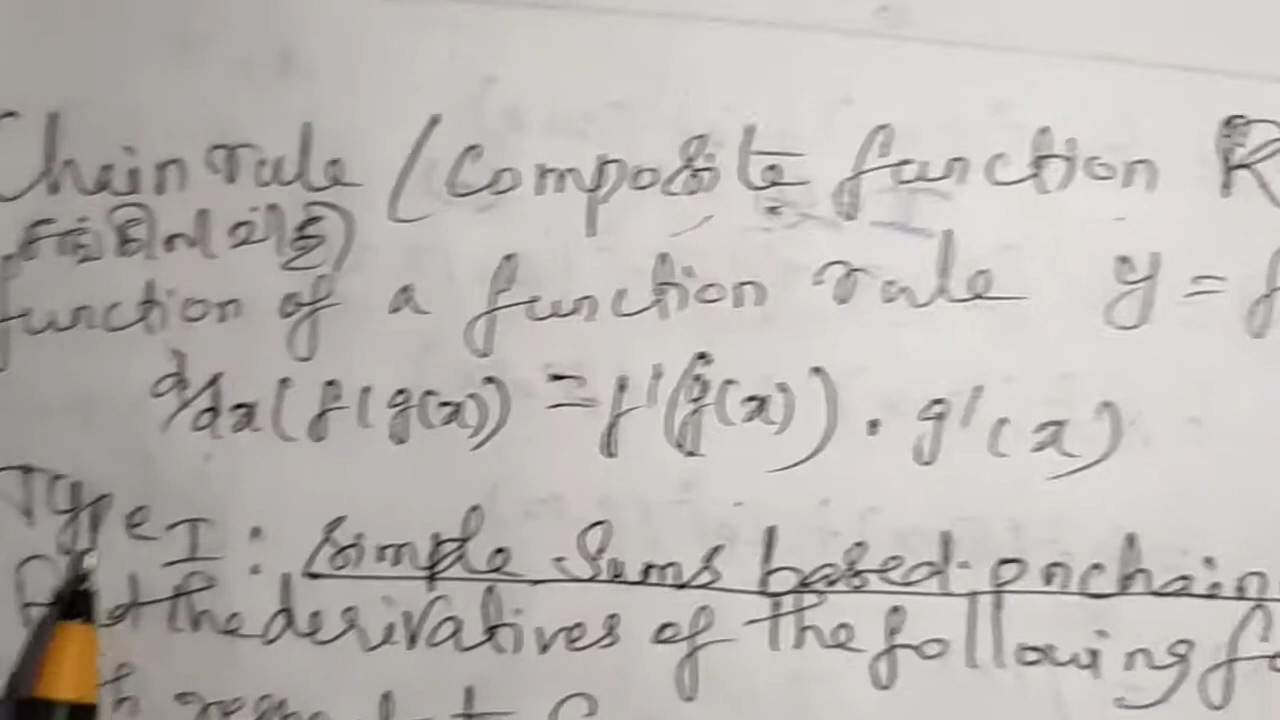 Chain rule (Composite function R
function of a function rule y = f
d/dx(f(g(x)) = f'(g(x)). g'(x)
Type I: Simple Sums based on chain
Find the derivatives of the following